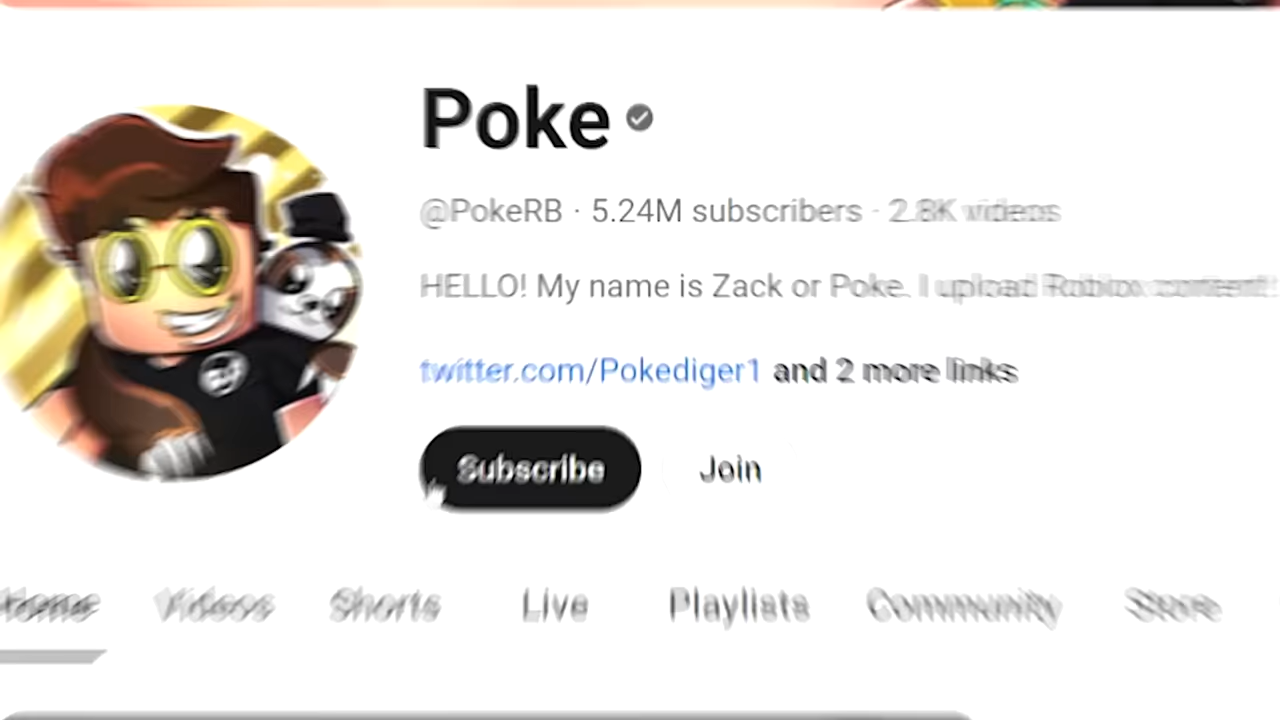 Poke
@PokeRB · 5.24M subscribers · 2.8K videos
HELLO! My name is Zack or Poke. I upload Roblox content!
twitter.com/Pokediger1 and 2 more links
Subscribe Join
Home Videos Shorts Live Playlists Community Store